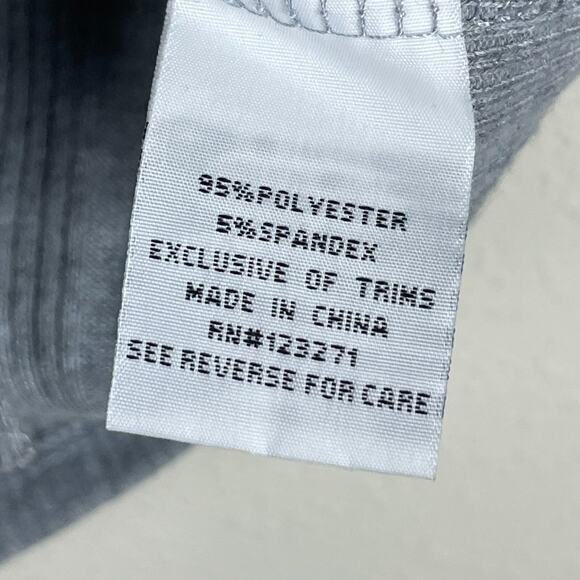 95%POLYESTER
5%SPANDEX
EXCLUSIVE OF TRIMS
MADE IN CHINA
RN#123271
SEE REVERSE FOR CARE